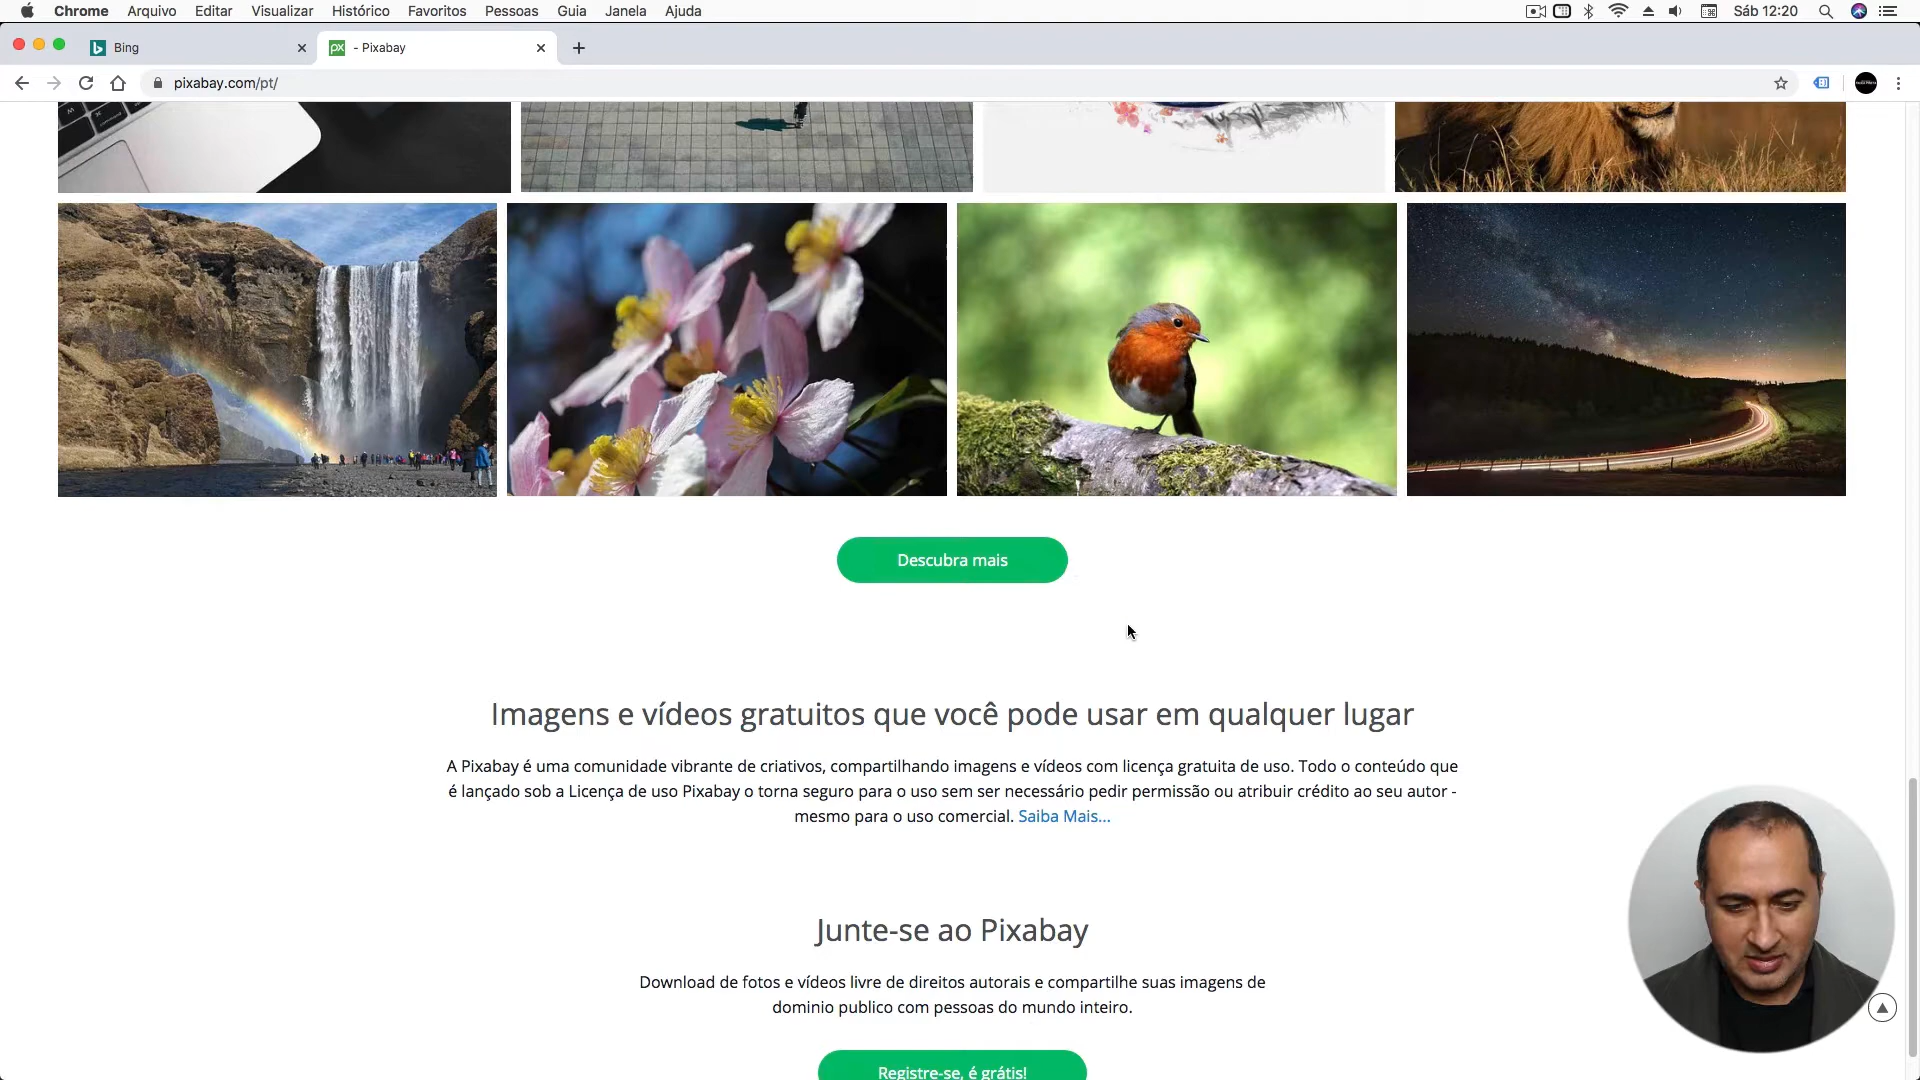 Chrome Arquivo Editar Visualizar Histórico Favoritos Pessoas Guia Janela Ajuda Sáb 12:20
Bing
px - Pixabay
pixabay.com/pt/
Descubra mais
Imagens e vídeos gratuitos que você pode usar em qualquer lugar
A Pixabay é uma comunidade vibrante de criativos, compartilhando imagens e vídeos com licença gratuita de uso. Todo o conteúdo que
é lançado sob a Licença de uso Pixabay o torna seguro para o uso sem ser necessário pedir permissão ou atribuir crédito ao seu autor -
mesmo para o uso comercial. Saiba Mais...
Junte-se ao Pixabay
Download de fotos e vídeos livre de direitos autorais e compartilhe suas imagens de
dominio publico com pessoas do mundo inteiro.
Registre-se, é grátis!